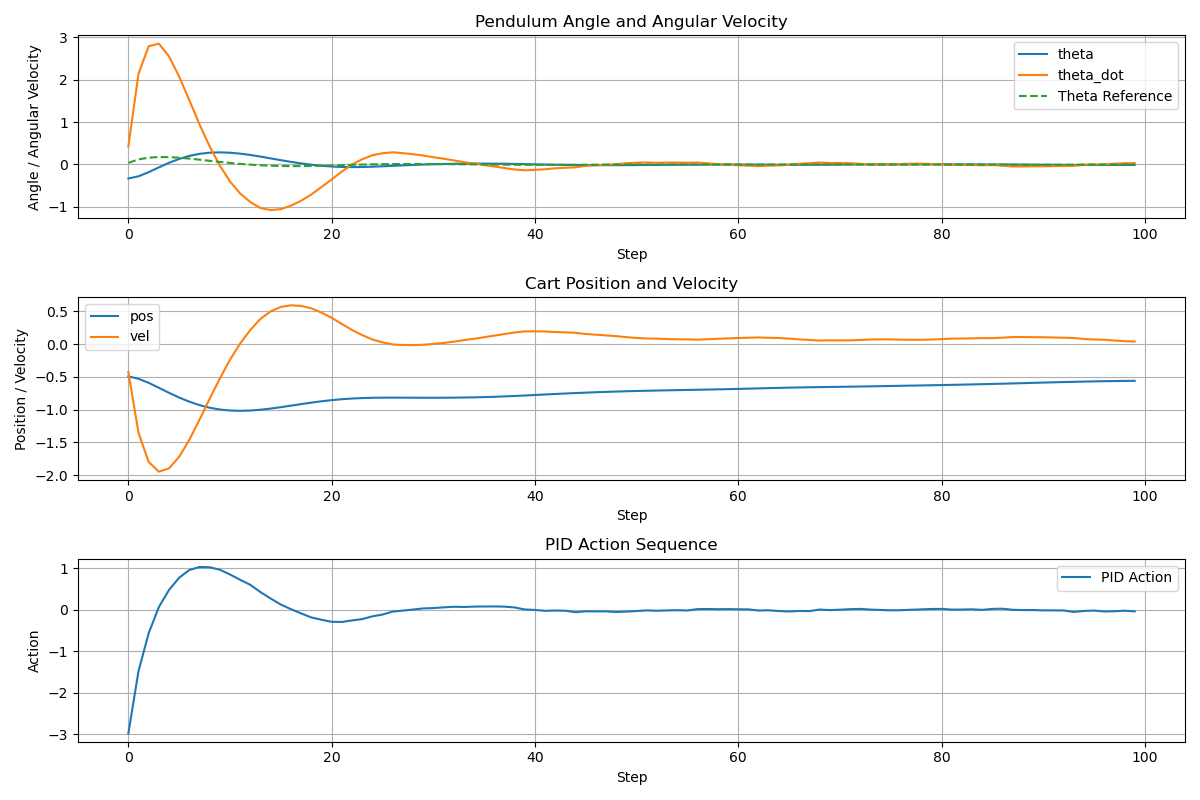 Pendulum Angle and Angular Velocity
Angle / Angular Velocity
3
2
1
0
−1
theta
theta_dot
Theta Reference
0 20 40 60 80 100
Step
Cart Position and Velocity
Position / Velocity
0.5
0.0
−0.5
−1.0
−1.5
−2.0
pos
vel
0 20 40 60 80 100
Step
PID Action Sequence
Action
1
0
−1
−2
−3
PID Action
0 20 40 60 80 100
Step